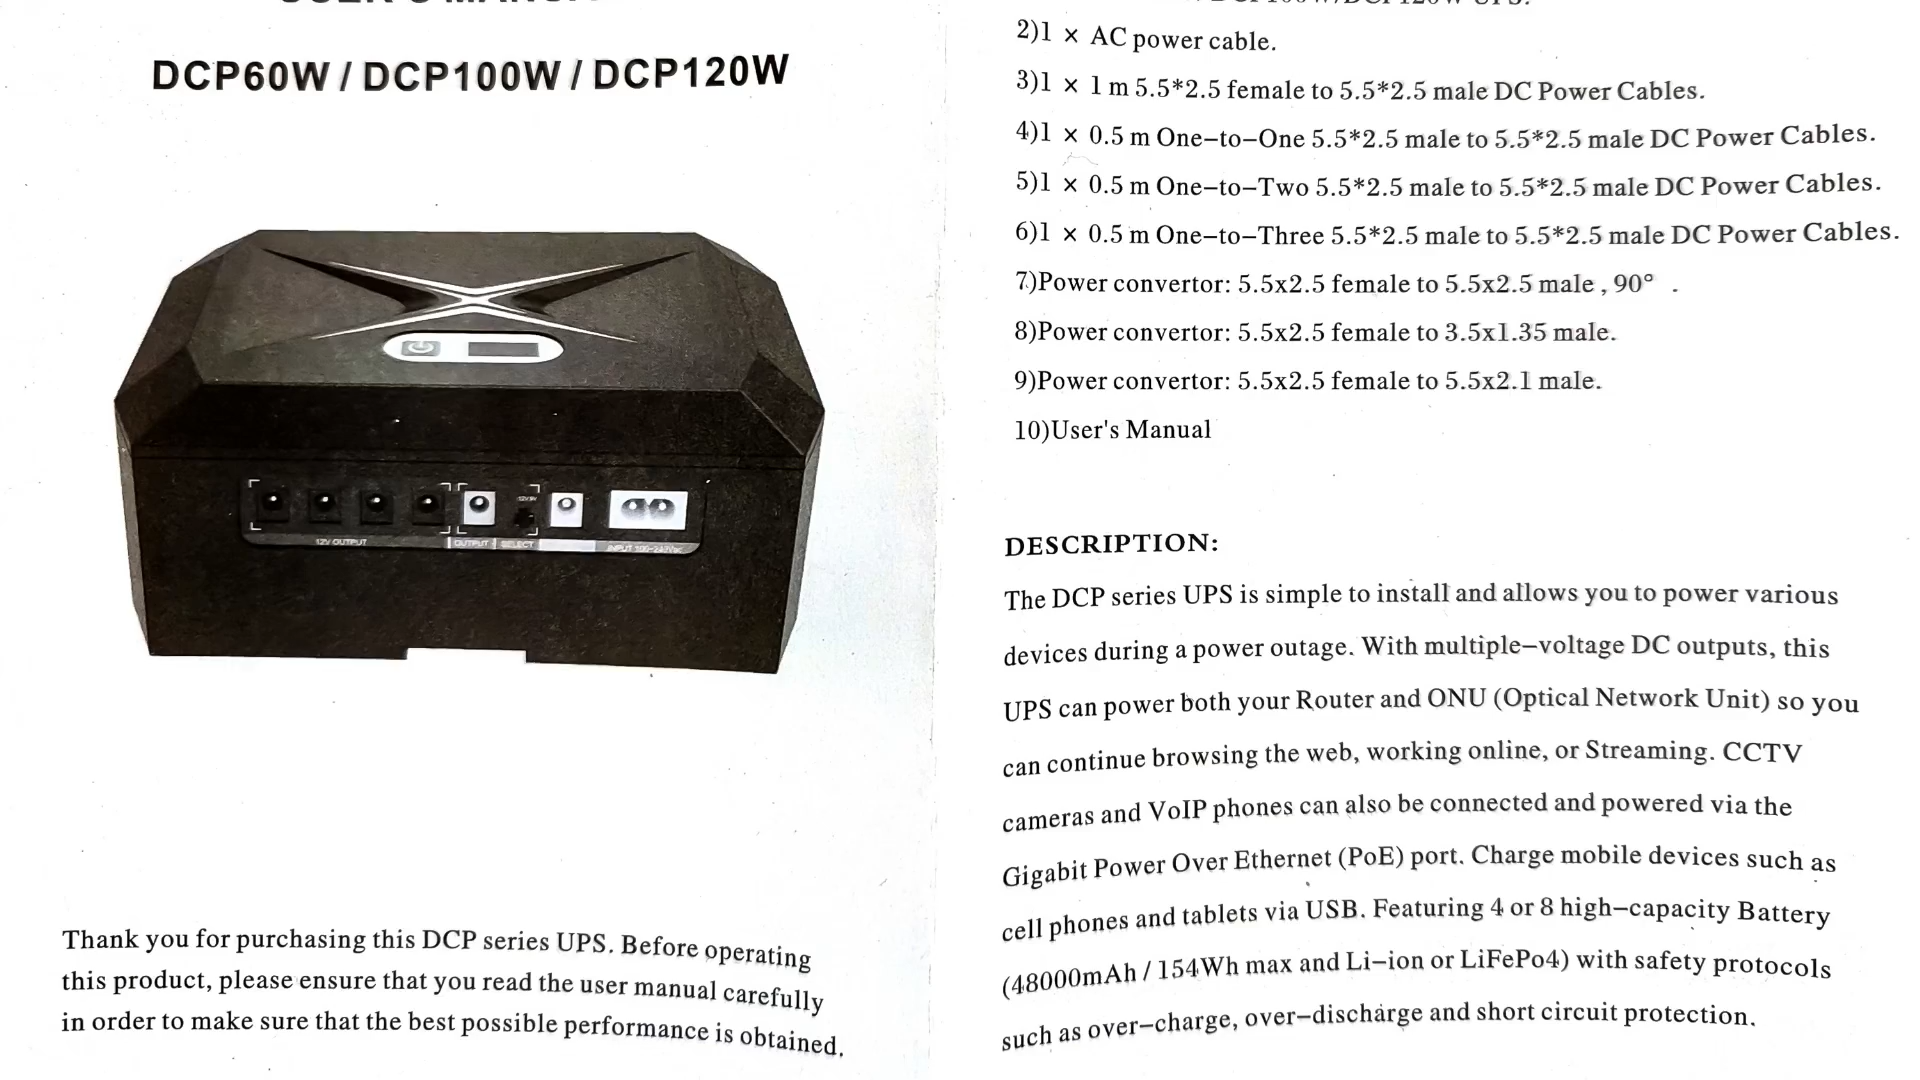 USER'S MANUAL
DCP60W / DCP100W / DCP120W
12V OUTPUT
OUTPUT
SELECT
12V 9V
INPUT 100-240Vac
Thank you for purchasing this DCP series UPS. Before operating
this product, please ensure that you read the user manual carefully
in order to make sure that the best possible performance is obtained.
DCP100W/DCP120W UPS.
2)1 × AC power cable.
3)1 × 1 m 5.5*2.5 female to 5.5*2.5 male DC Power Cables.
4)1 × 0.5 m One–to–One 5.5*2.5 male to 5.5*2.5 male DC Power Cables.
5)1 × 0.5 m One–to–Two 5.5*2.5 male to 5.5*2.5 male DC Power Cables.
6)1 × 0.5 m One–to–Three 5.5*2.5 male to 5.5*2.5 male DC Power Cables.
7)Power convertor: 5.5x2.5 female to 5.5x2.5 male , 90° .
8)Power convertor: 5.5x2.5 female to 3.5x1.35 male.
9)Power convertor: 5.5x2.5 female to 5.5x2.1 male.
10)User's Manual
DESCRIPTION:
The DCP series UPS is simple to install and allows you to power various
devices during a power outage. With multiple–voltage DC outputs, this
UPS can power both your Router and ONU (Optical Network Unit) so you
can continue browsing the web, working online, or Streaming. CCTV
cameras and VoIP phones can also be connected and powered via the
Gigabit Power Over Ethernet (PoE) port. Charge mobile devices such as
cell phones and tablets via USB. Featuring 4 or 8 high–capacity Battery
(48000mAh / 154Wh max and Li–ion or LiFePo4) with safety protocols
such as over–charge, over–discharge and short circuit protection.